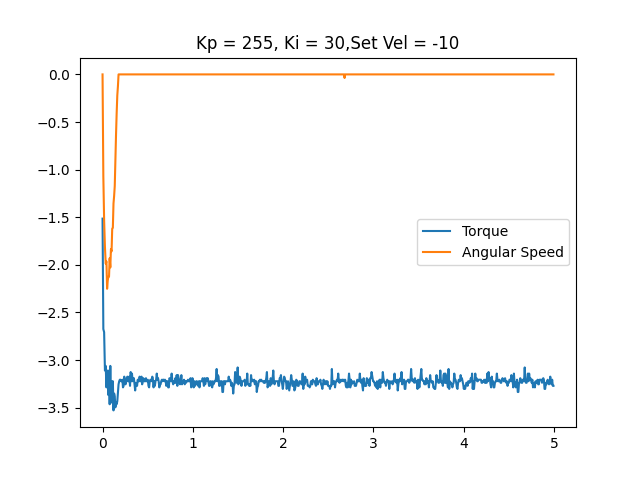 Kp = 255, Ki = 30,Set Vel = -10
0.0
−0.5
−1.0
−1.5
−2.0
−2.5
−3.0
−3.5
Torque
Angular Speed
0 1 2 3 4 5